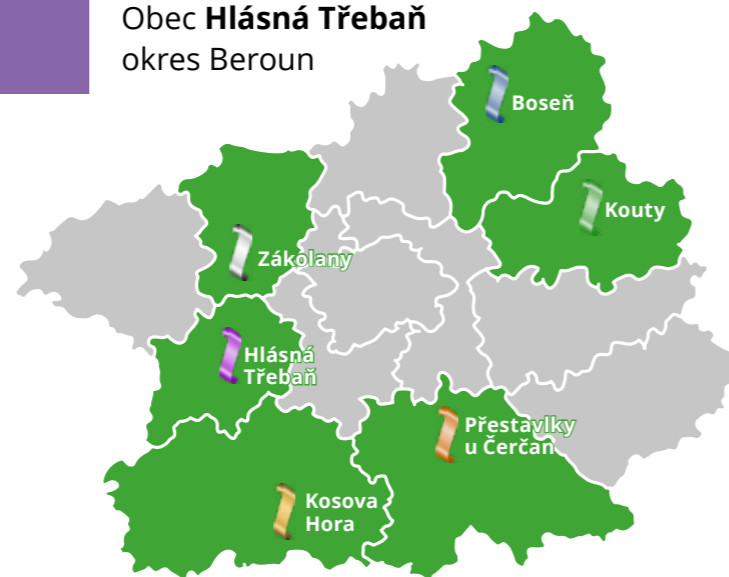 Obec Hlásná Třebaň
okres Beroun
Boseň
Kouty
Zákolany
Hlásná
Třebaň
Přestavlky
u Čerčan
Kosova
Hora